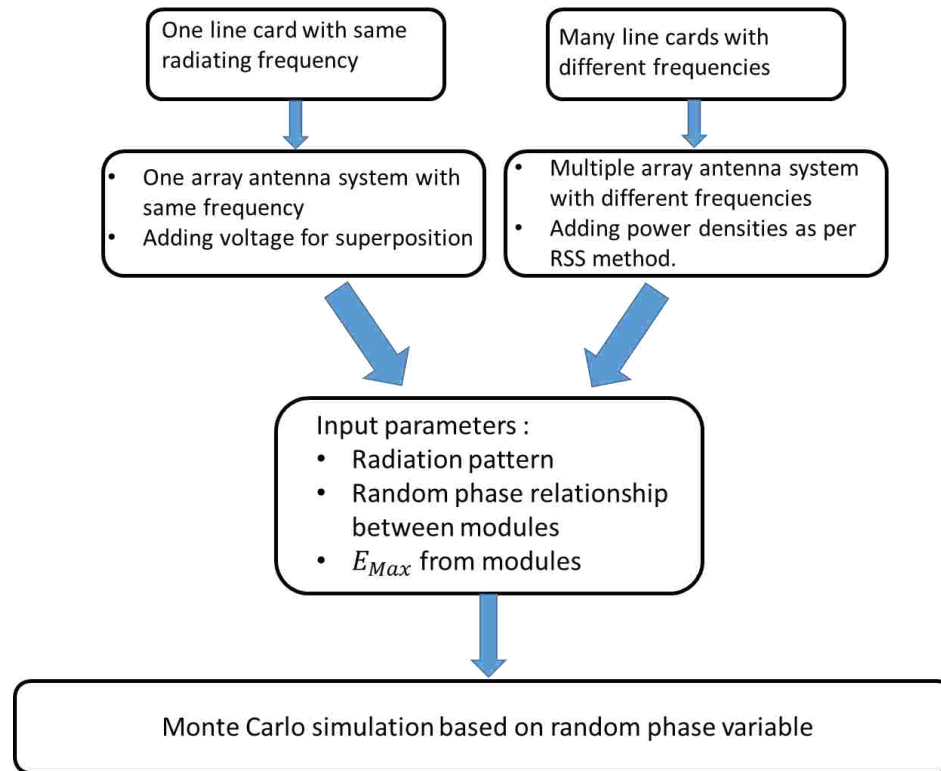 One line card with same
radiating frequency
Many line cards with
different frequencies
• One array antenna system with
same frequency
• Adding voltage for superposition
• Multiple array antenna system
with different frequencies
• Adding power densities as per
RSS method.
Input parameters :
• Radiation pattern
• Random phase relationship
between modules
• E_{Max} from modules
Monte Carlo simulation based on random phase variable